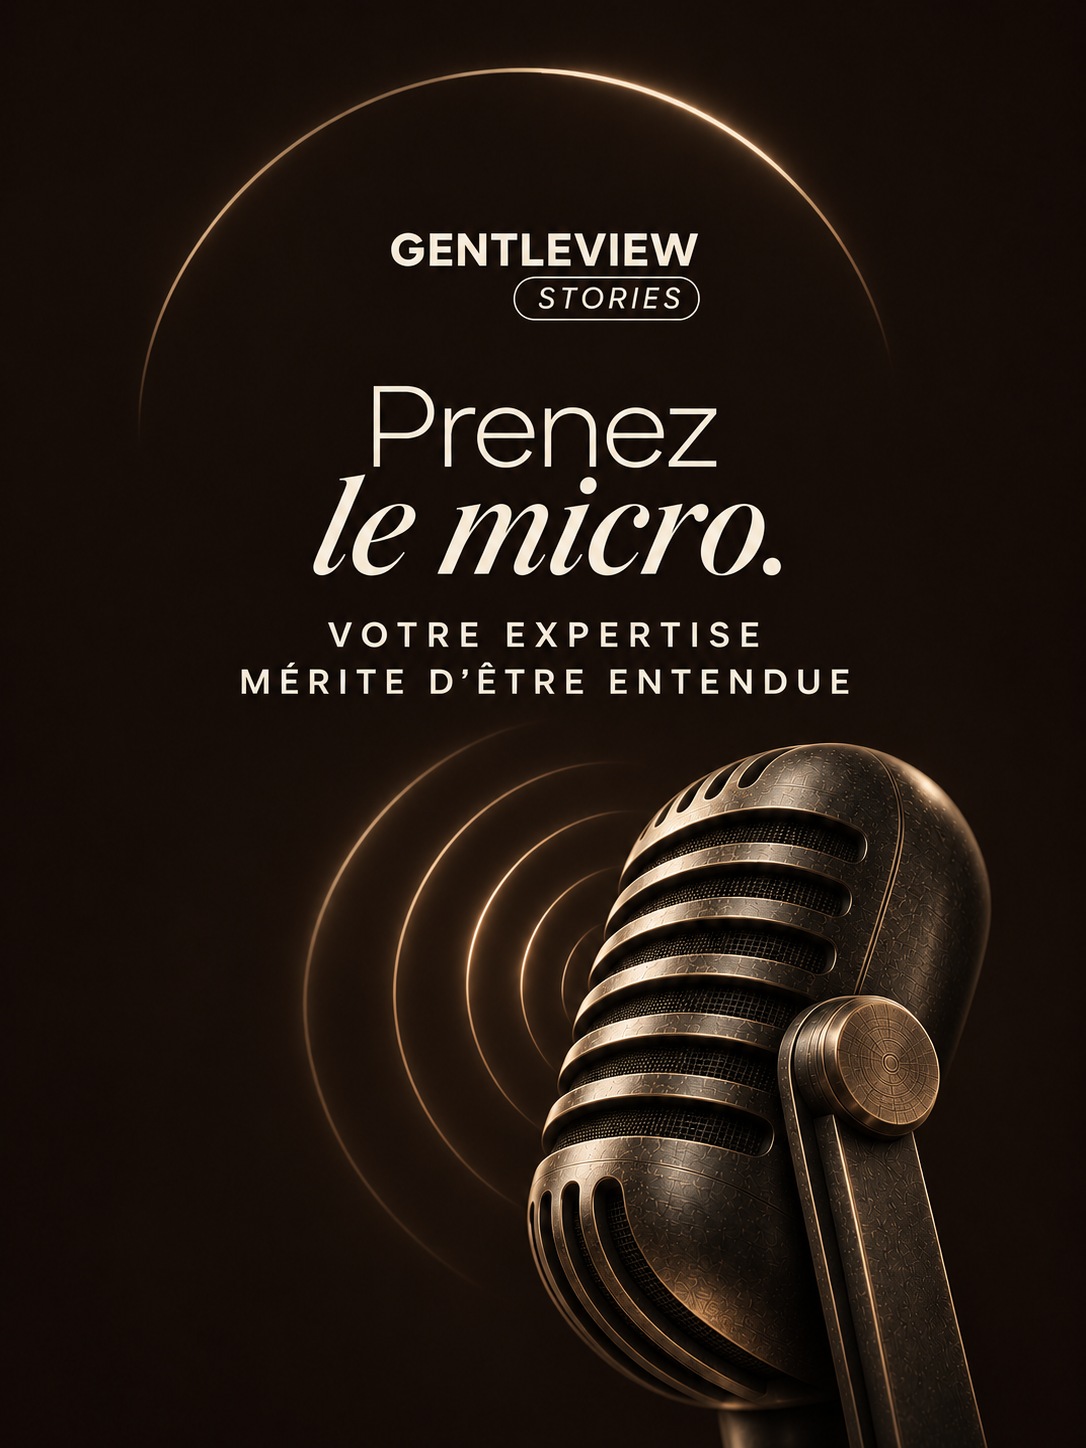 GENTLEVIEW
STORIES
Prenez
le micro.
VOTRE EXPERTISE
MÉRITE D’ÊTRE ENTENDUE